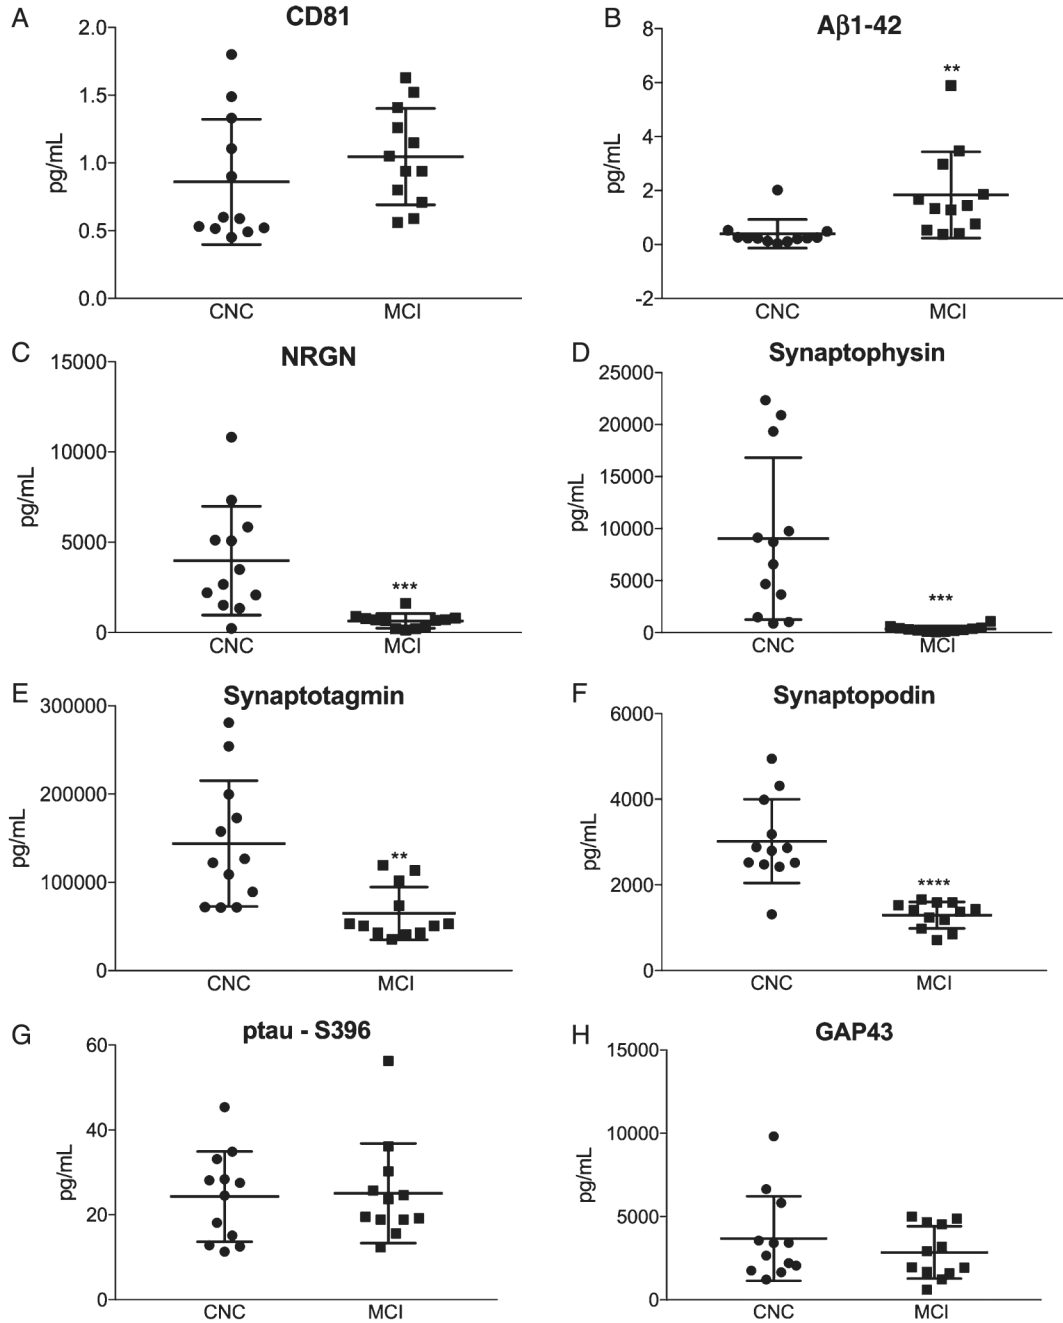 A
CD81
2.0
1.5
1.0
0.5
0.0
pg/mL
CNC
MCI
B
Aβ1-42
8
6
4
2
0
-2
pg/mL
**
CNC
MCI
C
NRGN
15000
10000
5000
0
pg/mL
***
CNC
MCI
D
Synaptophysin
25000
20000
15000
10000
5000
0
pg/mL
***
CNC
MCI
E
Synaptotagmin
300000
200000
100000
0
pg/mL
**
CNC
MCI
F
Synaptopodin
6000
4000
2000
0
pg/mL
****
CNC
MCI
G
ptau - S396
60
40
20
0
pg/mL
CNC
MCI
H
GAP43
15000
10000
5000
0
pg/mL
CNC
MCI